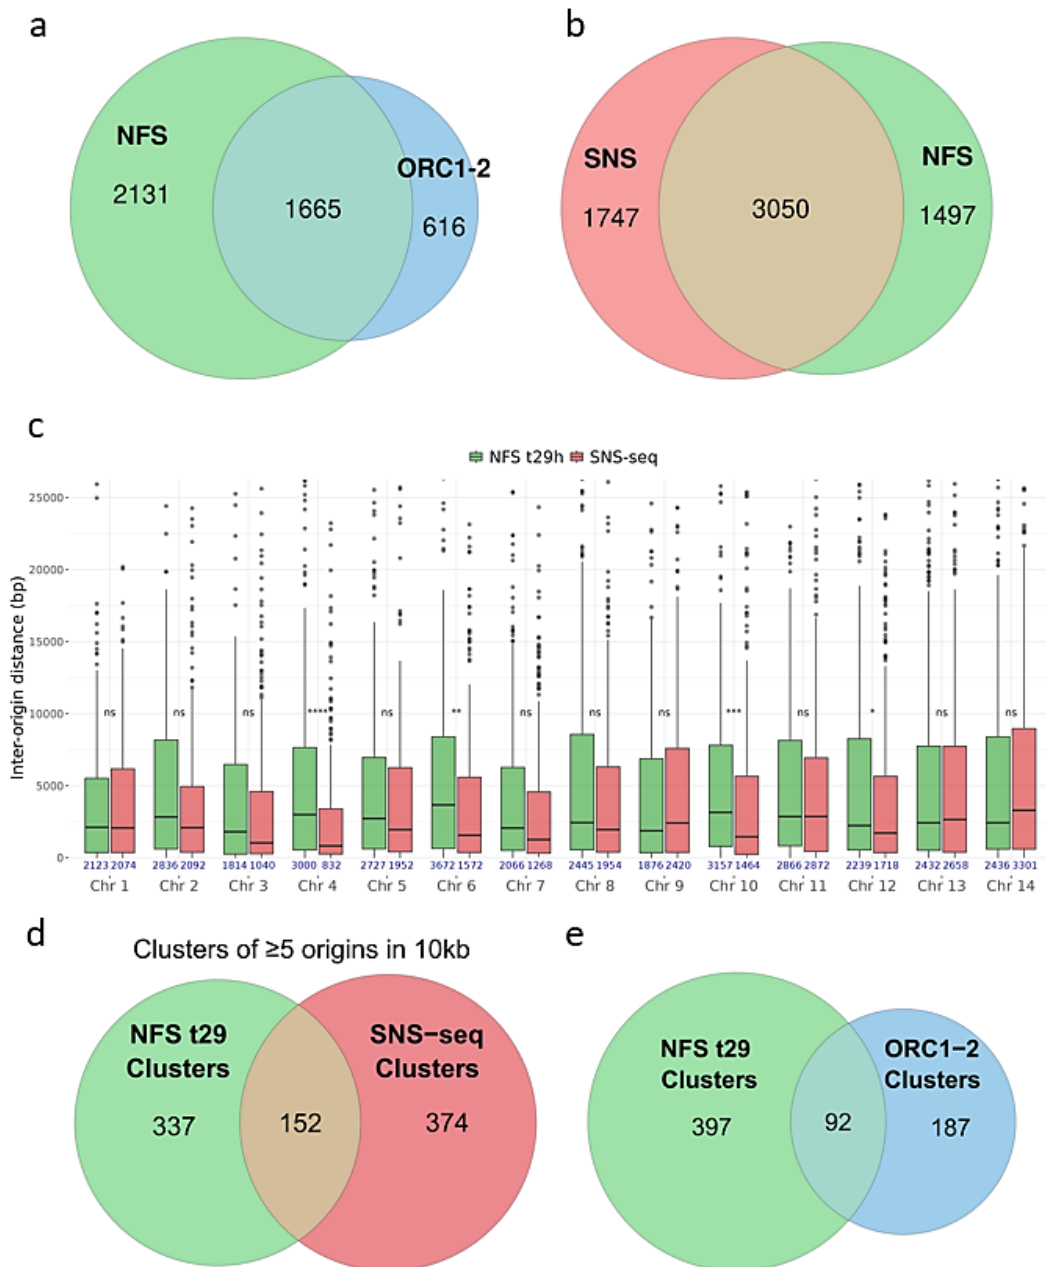 a
b
NFS
2131
1665
ORC1-2
616
SNS
1747
3050
NFS
1497
c
NFS t29h SNS-seq
Inter-origin distance (bp)
25000
20000
15000
10000
5000
0
ns ns ns **** ns ** ns ns ns *** ns * ns ns
2123 2074 2836 2092 1814 1040 3000 832 2727 1952 3672 1572 2066 1268 2445 1954 1876 2420 3157 1464 2866 2872 2239 1718 2432 2658 2436 3301
Chr 1 Chr 2 Chr 3 Chr 4 Chr 5 Chr 6 Chr 7 Chr 8 Chr 9 Chr 10 Chr 11 Chr 12 Chr 13 Chr 14
d
Clusters of ≥5 origins in 10kb
NFS t29
Clusters
337
152
SNS−seq
Clusters
374
e
NFS t29
Clusters
397
92
ORC1−2
Clusters
187